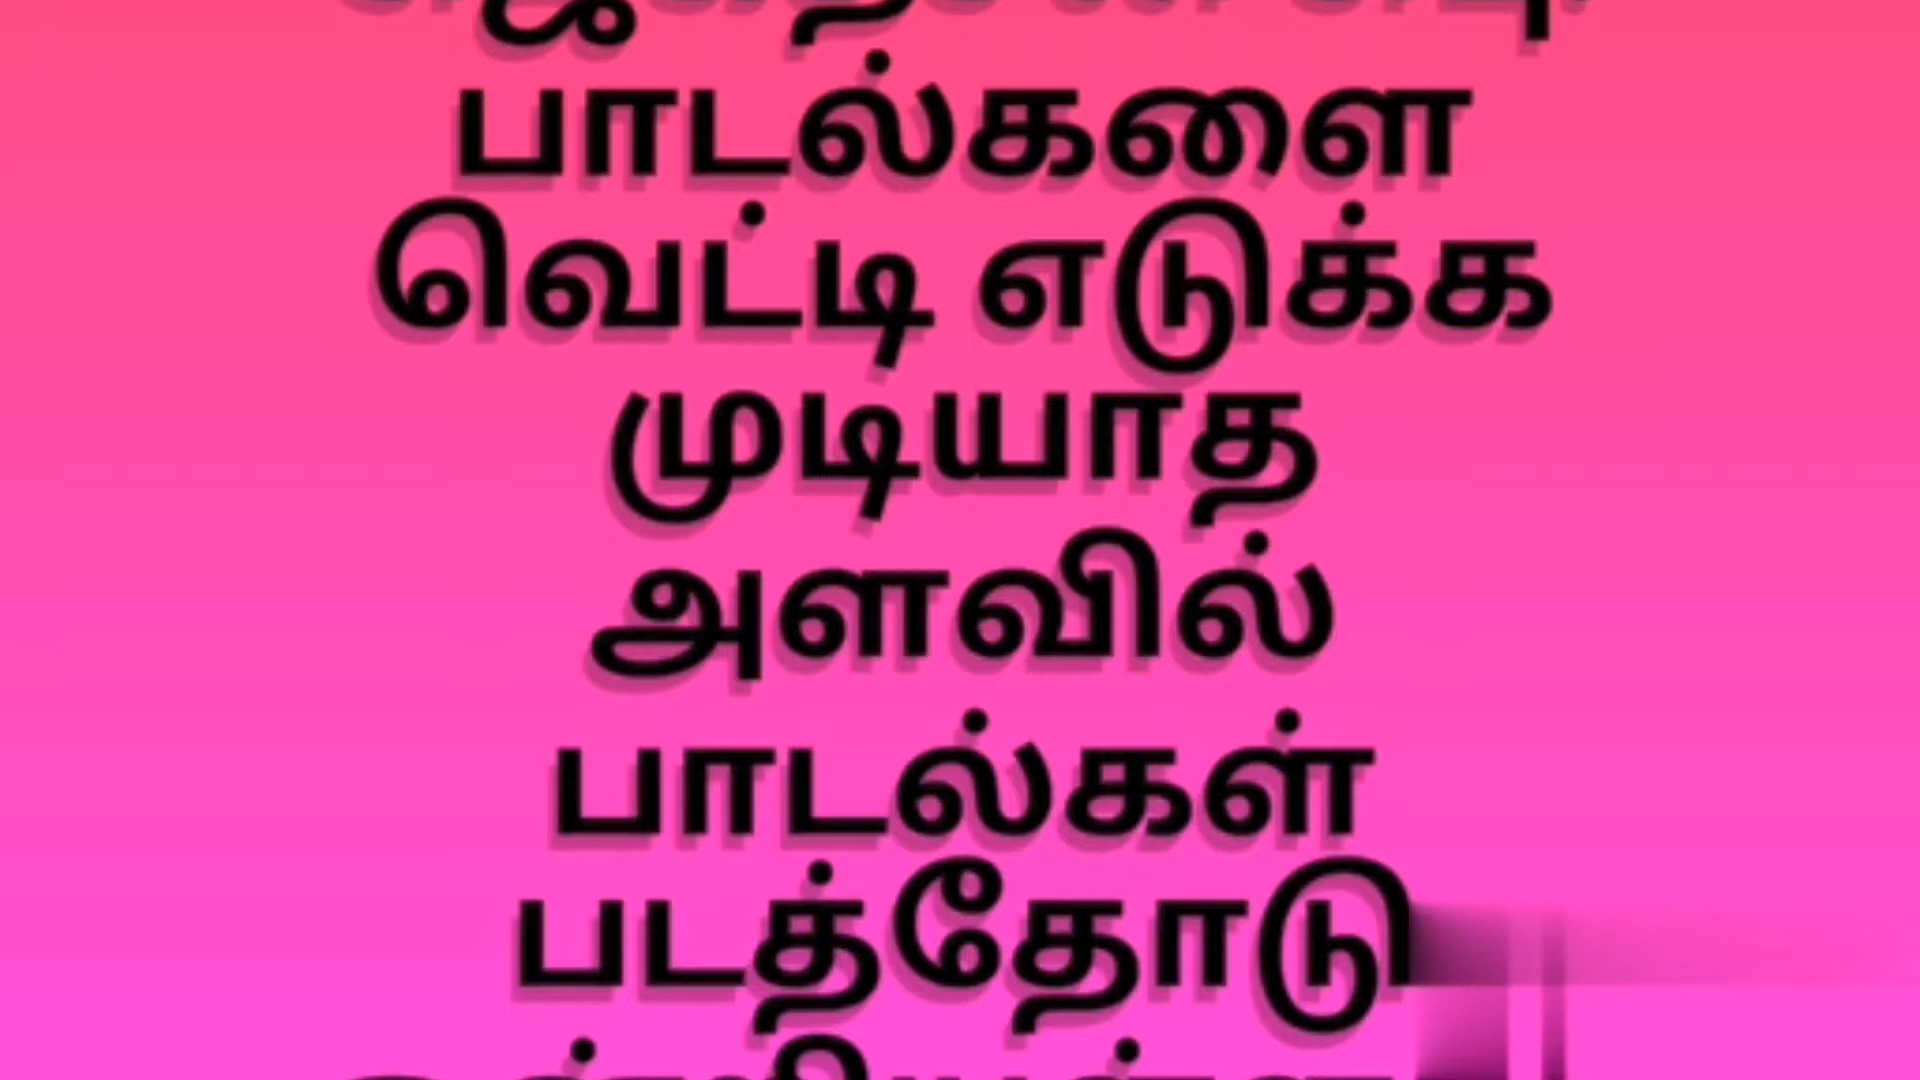 பாடல்களை
வெட்டி எடுக்க
முடியாத
அளவில்
பாடல்கள்
படத்தோடு